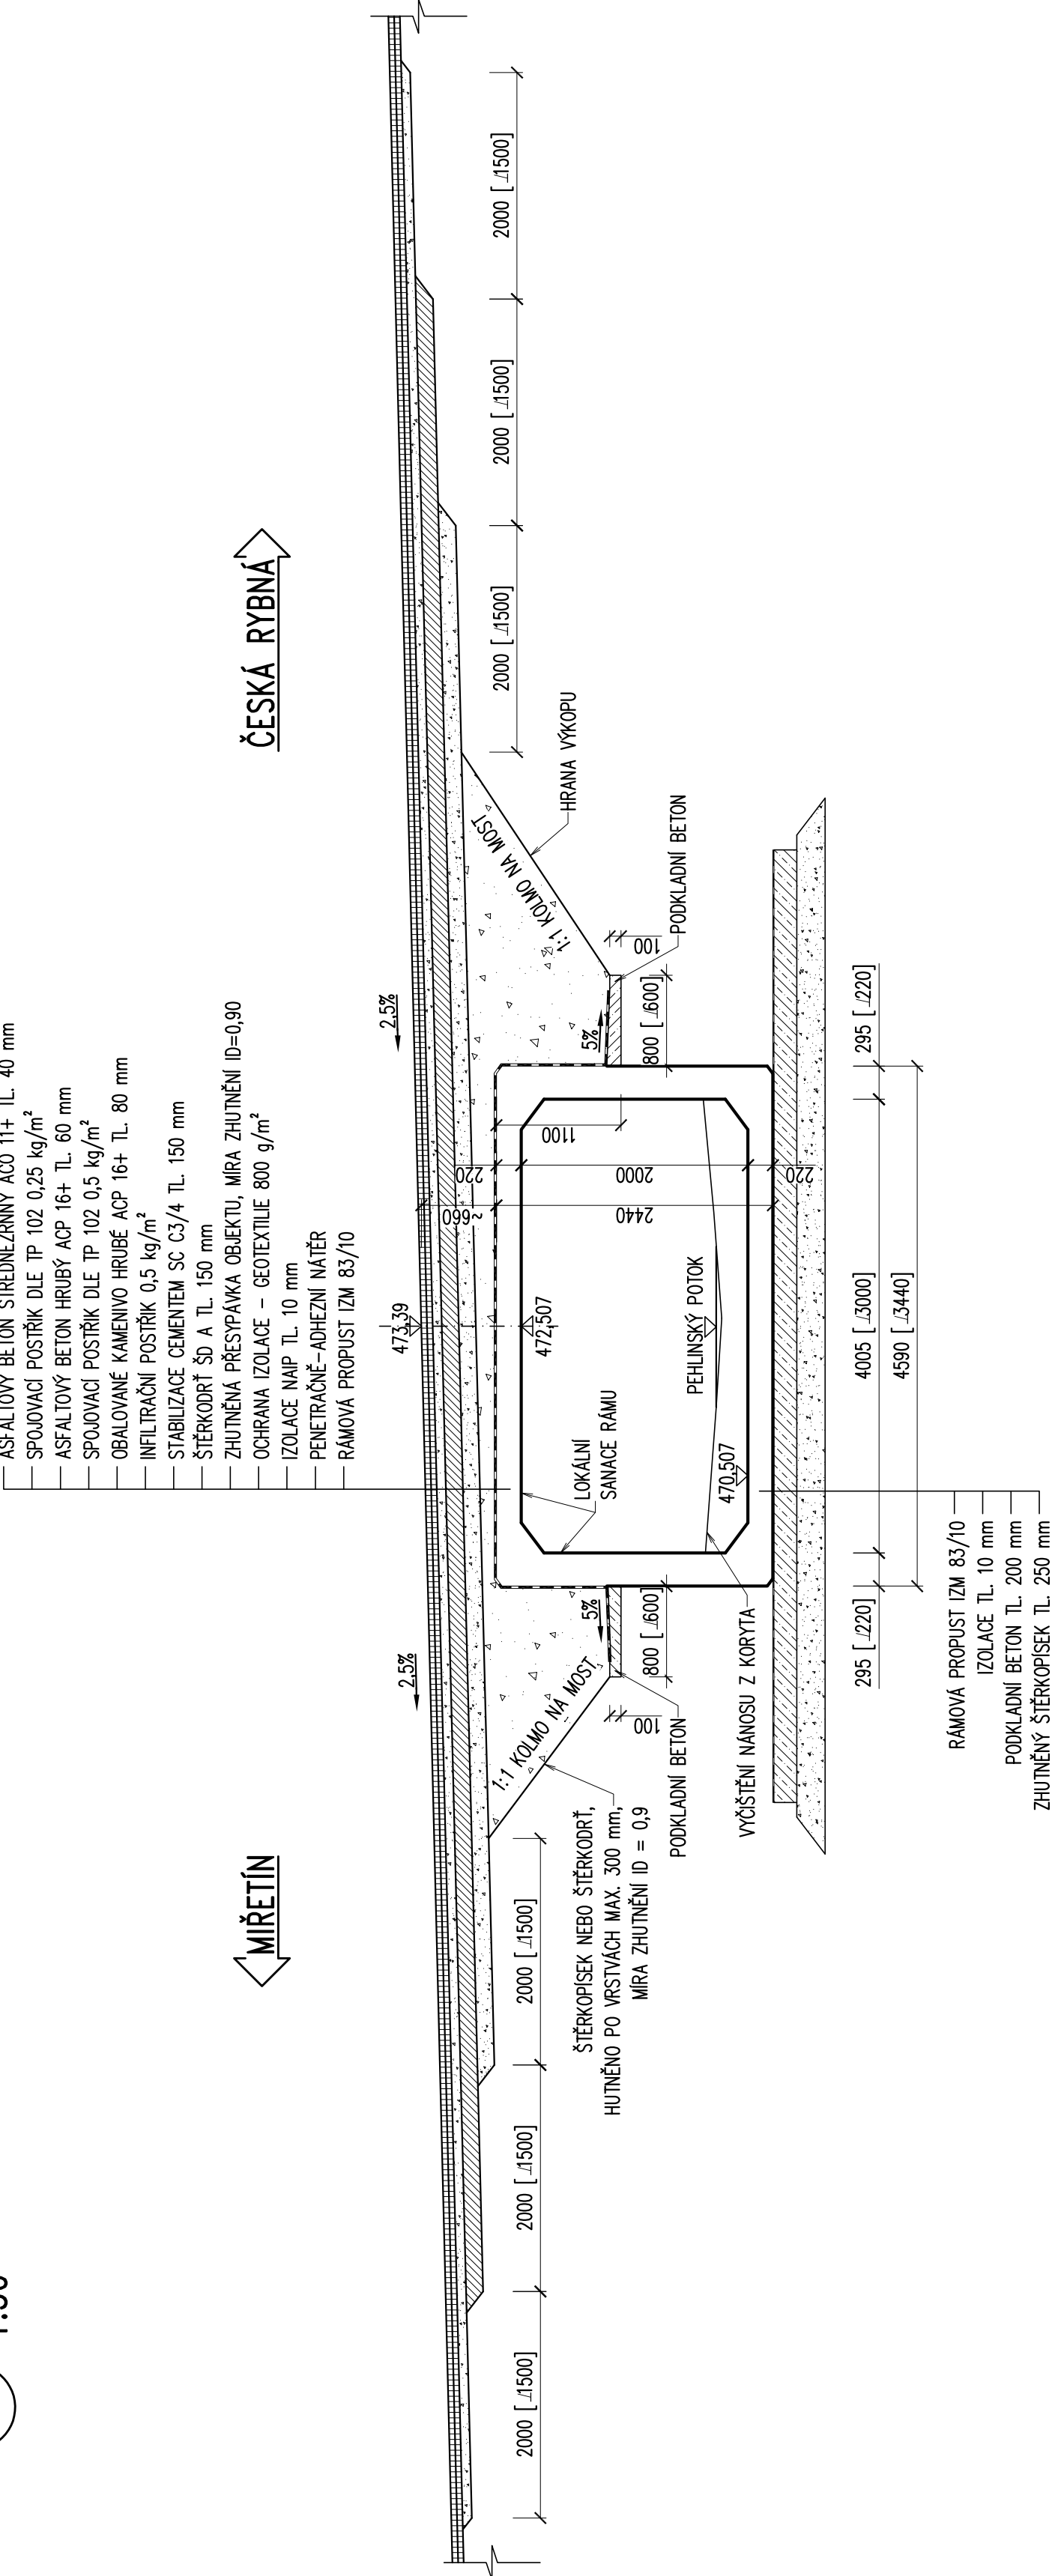 ASFALTOVÝ BETON STŘEDNĚZRNNÝ ACO 11+ TL. 40 mm
SPOJOVACÍ POSTŘIK DLE TP 102 0,25 kg/m²
ASFALTOVÝ BETON HRUBÝ ACP 16+ TL. 60 mm
SPOJOVACÍ POSTŘIK DLE TP 102 0,5 kg/m²
OBALOVANÉ KAMENIVO HRUBÉ ACP 16+ TL. 80 mm
INFILTRAČNÍ POSTŘIK 0,5 kg/m²
STABILIZACE CEMENTEM SC C3/4 TL. 150 mm
ŠTĚRKODRŤ ŠD A TL. 150 mm
ZHUTNĚNÁ PŘESYPÁVKA OBJEKTU, MÍRA ZHUTNĚNÍ ID=0,90
OCHRANA IZOLACE - GEOTEXTILIE 800 g/m²
IZOLACE NAIP TL. 10 mm
PENETRAČNĚ-ADHEZNÍ NÁTĚR
RÁMOVÁ PROPUST IZM 83/10
MIŘETÍN
ČESKÁ RYBNÁ
2,5%
2,5%
473,39
~660
220
2000
220
2440
1100
472,507
470,507
LOKÁLNÍ
SANACE RÁMU
PEHLINSKÝ POTOK
1:1 KOLMO NA MOST
1:1 KOLMO NA MOST
HRANA VÝKOPU
5%
5%
800 [⊿600]
800 [⊿600]
100
100
PODKLADNÍ BETON
PODKLADNÍ BETON
ŠTĚRKOPÍSEK NEBO ŠTĚRKODRŤ,
HUTNĚNO PO VRSTVÁCH MAX. 300 mm,
MÍRA ZHUTNĚNÍ ID = 0,9
VYČIŠTĚNÍ NÁNOSU Z KORYTA
2000 [⊿1500]
2000 [⊿1500]
2000 [⊿1500]
2000 [⊿1500]
2000 [⊿1500]
2000 [⊿1500]
295 [⊿220]
4005 [⊿3000]
295 [⊿220]
4590 [⊿3440]
RÁMOVÁ PROPUST IZM 83/10
IZOLACE TL. 10 mm
PODKLADNÍ BETON TL. 200 mm
ZHUTNĚNÝ ŠTĚRKOPÍSEK TL. 250 mm